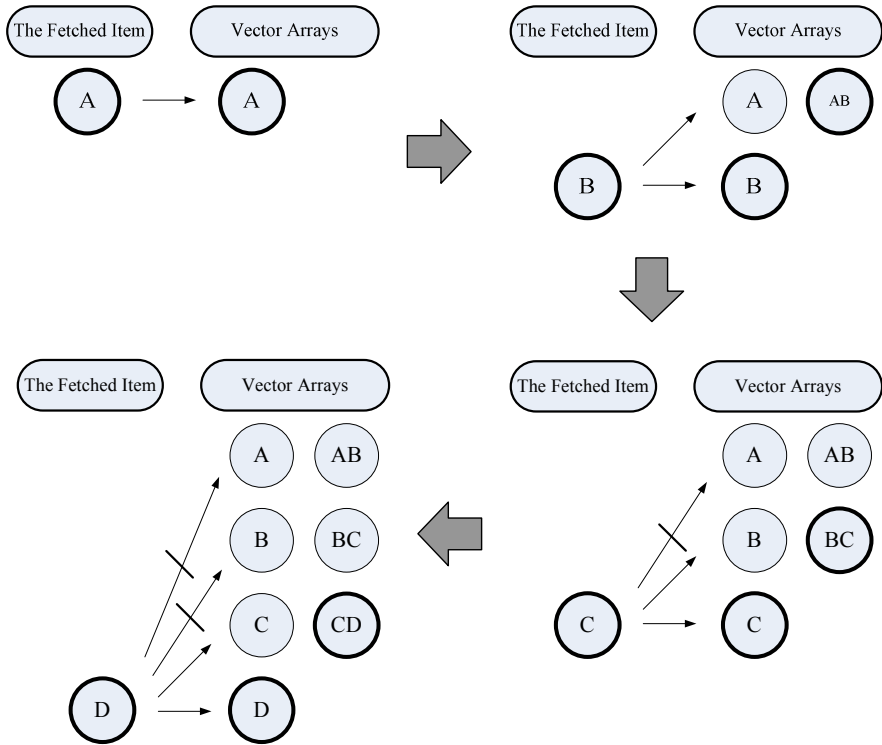 The Fetched Item
Vector Arrays
A
A
The Fetched Item
Vector Arrays
A
AB
B
B
The Fetched Item
Vector Arrays
A
AB
B
BC
C
CD
D
D
The Fetched Item
Vector Arrays
A
AB
B
BC
C
C